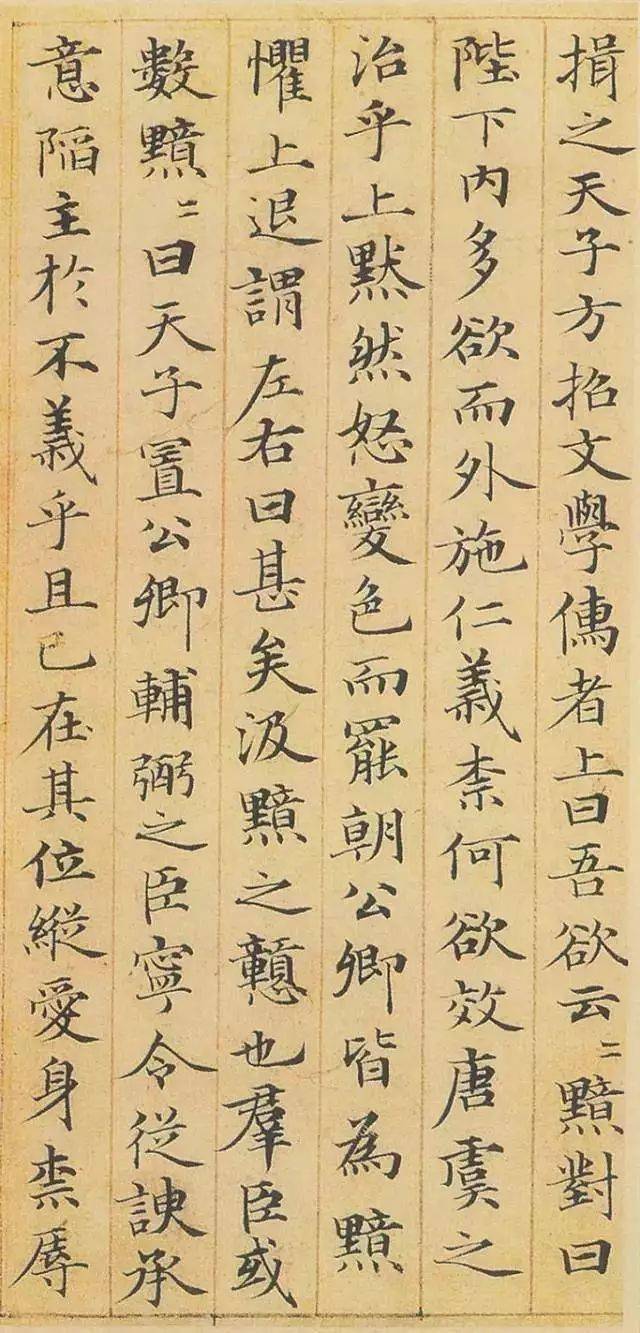 揖之天子方招文學儒者上曰吾欲云〻黯對曰
陛下内多欲而外施仁義柰何欲效唐虞之
治乎上黙然怒變色而罷朝公卿皆為黯
懼上退謂左右曰甚矣汲黯之戇也羣臣或
數黯〻曰天子置公卿輔弼之臣寧令從諛承
意陷主於不義乎且已在其位縱愛身柰辱